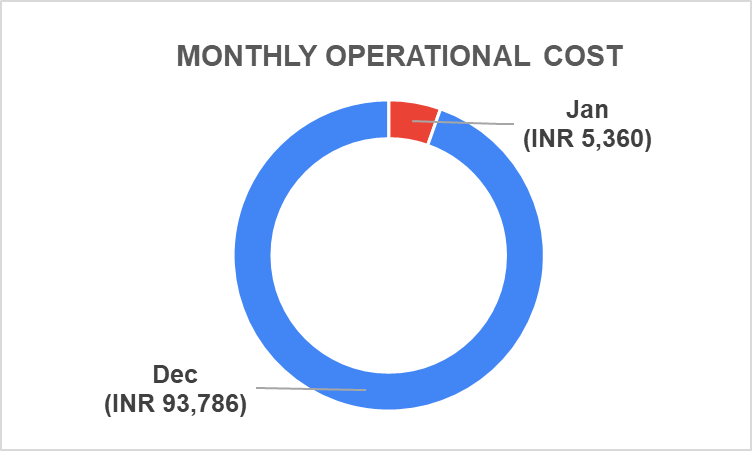 MONTHLY OPERATIONAL COST
Jan
(INR 5,360)
Dec
(INR 93,786)